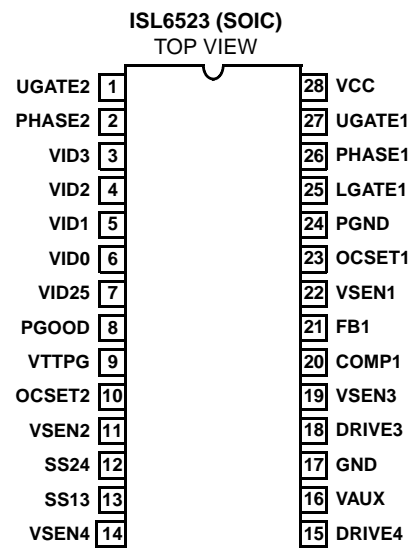 ISL6523 (SOIC)
TOP VIEW
UGATE2 1 28 VCC
PHASE2 2 27 UGATE1
VID3 3 26 PHASE1
VID2 4 25 LGATE1
VID1 5 24 PGND
VID0 6 23 OCSET1
VID25 7 22 VSEN1
PGOOD 8 21 FB1
VTTPG 9 20 COMP1
OCSET2 10 19 VSEN3
VSEN2 11 18 DRIVE3
SS24 12 17 GND
SS13 13 16 VAUX
VSEN4 14 15 DRIVE4